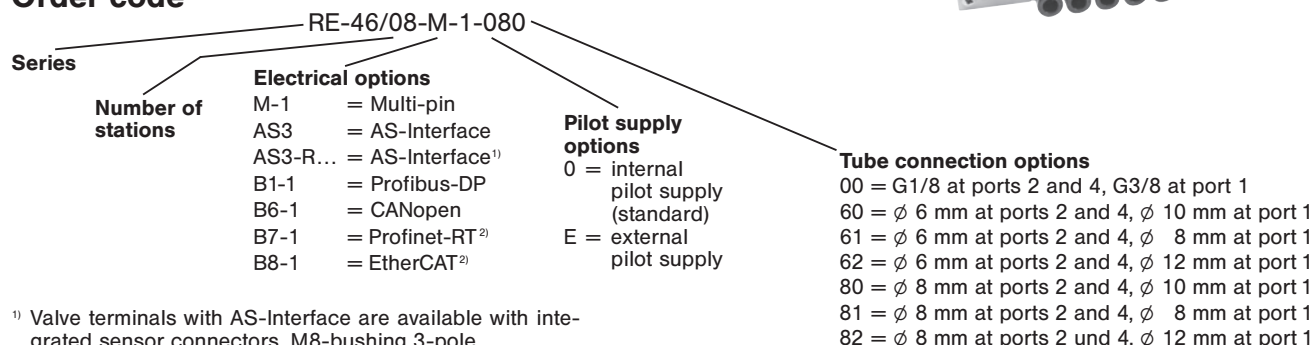 Order code
RE-46/08-M-1-080
Series
Number of
stations
Electrical options
M-1 = Multi-pin
AS3 = AS-Interface
AS3-R... = AS-Interface¹⁾
B1-1 = Profibus-DP
B6-1 = CANopen
B7-1 = Profinet-RT²⁾
B8-1 = EtherCAT²⁾
Pilot supply
options
0 = internal
pilot supply
(standard)
E = external
pilot supply
Tube connection options
00 = G1/8 at ports 2 and 4, G3/8 at port 1
60 = ⌀ 6 mm at ports 2 and 4, ⌀ 10 mm at port 1
61 = ⌀ 6 mm at ports 2 and 4, ⌀ 8 mm at port 1
62 = ⌀ 6 mm at ports 2 and 4, ⌀ 12 mm at port 1
80 = ⌀ 8 mm at ports 2 and 4, ⌀ 10 mm at port 1
81 = ⌀ 8 mm at ports 2 and 4, ⌀ 8 mm at port 1
82 = ⌀ 8 mm at ports 2 und 4, ⌀ 12 mm at port 1
¹⁾ Valve terminals with AS-Interface are available with inte-
grated sensor connectors, M8-bushing 3-pole